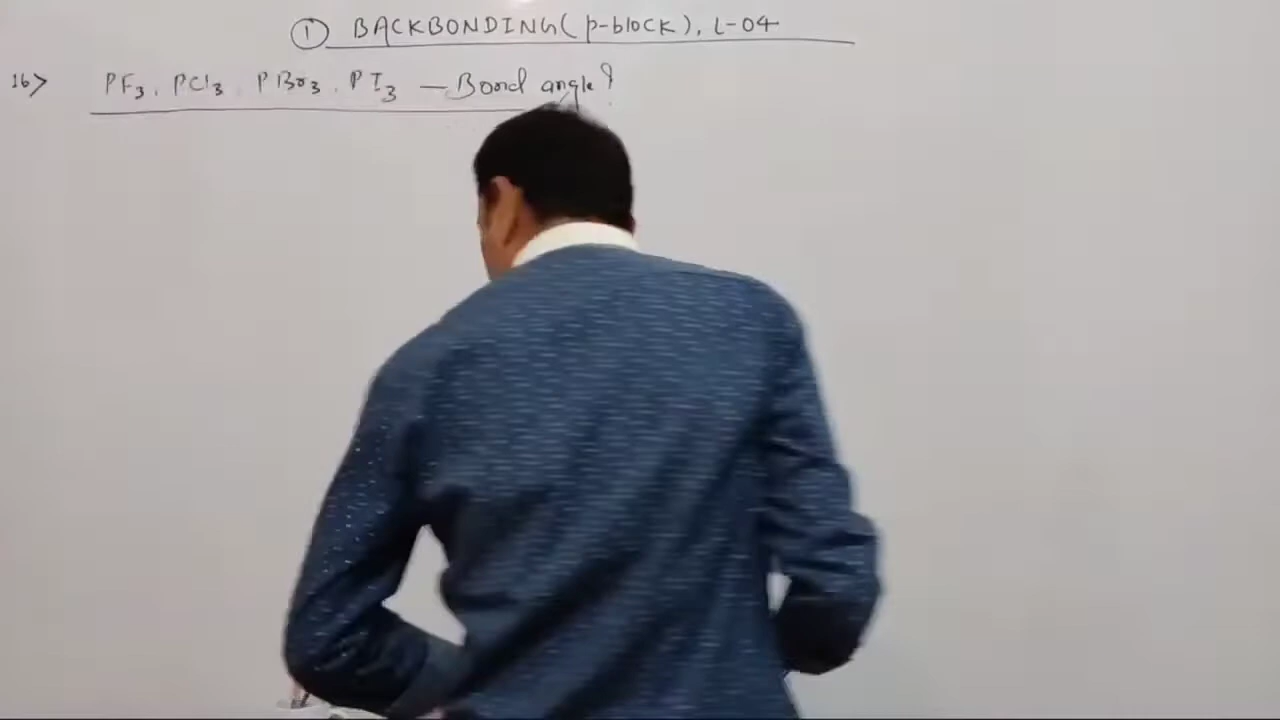 ① BACKBONDING (p-block), L-04
16> PF₃, PCl₃, PBr₃, PI₃ — Bond angle?